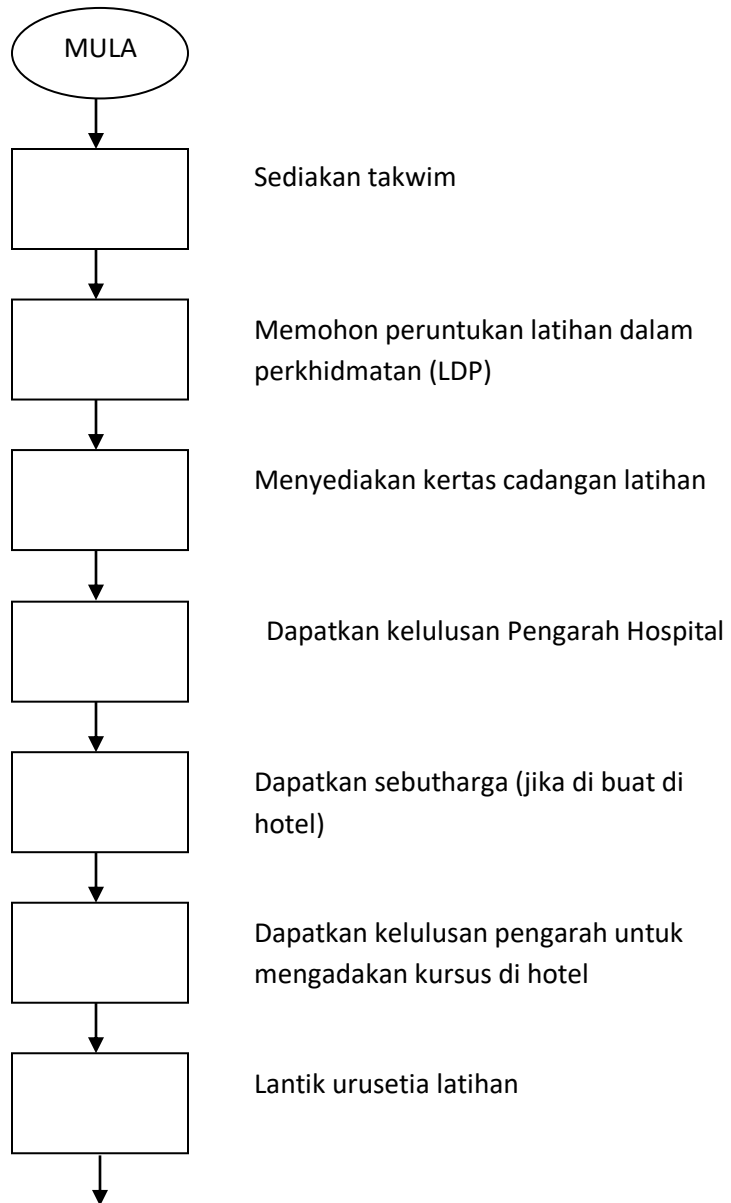 MULA
Sediakan takwim
Memohon peruntukan latihan dalam
perkhidmatan (LDP)
Menyediakan kertas cadangan latihan
Dapatkan kelulusan Pengarah Hospital
Dapatkan sebutharga (jika di buat di
hotel)
Dapatkan kelulusan pengarah untuk
mengadakan kursus di hotel
Lantik urusetia latihan